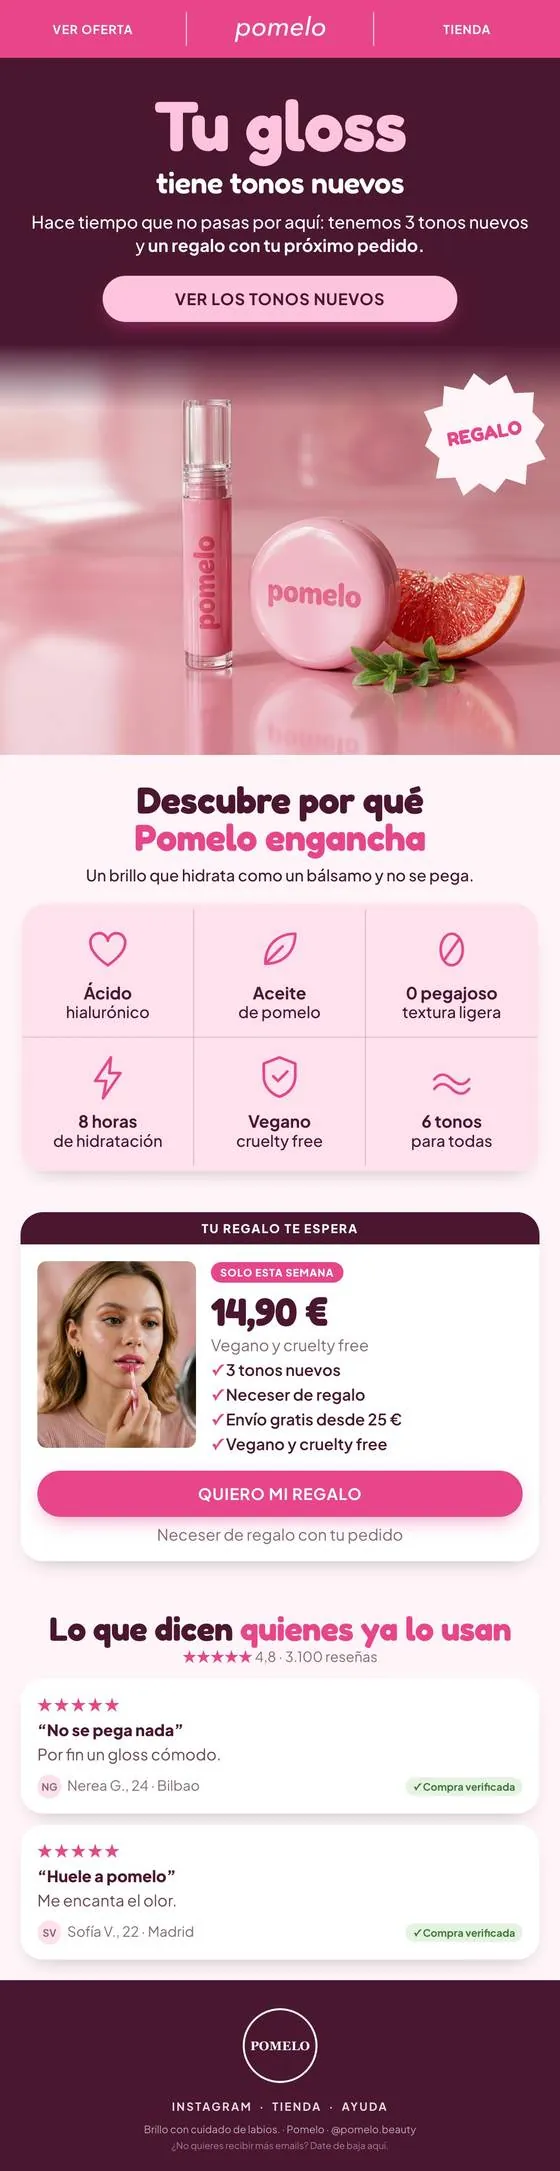 VER OFERTA
pomelo
TIENDA
Tu gloss
tiene tonos nuevos
Hace tiempo que no pasas por aquí: tenemos 3 tonos nuevos
y un regalo con tu próximo pedido.
VER LOS TONOS NUEVOS
REGALO
pomelo
pomelo
Descubre por qué
Pomelo engancha
Un brillo que hidrata como un bálsamo y no se pega.
Ácido
hialurónico
Aceite
de pomelo
0 pegajoso
textura ligera
8 horas
de hidratación
Vegano
cruelty free
6 tonos
para todas
TU REGALO TE ESPERA
SOLO ESTA SEMANA
14,90 €
Vegano y cruelty free
✓3 tonos nuevos
✓Neceser de regalo
✓Envío gratis desde 25 €
✓Vegano y cruelty free
QUIERO MI REGALO
Neceser de regalo con tu pedido
Lo que dicen quienes ya lo usan
★★★★★ 4,8 · 3.100 reseñas
★★★★★
“No se pega nada”
Por fin un gloss cómodo.
NG Nerea G., 24 · Bilbao
✓Compra verificada
★★★★★
“Huele a pomelo”
Me encanta el olor.
SV Sofía V., 22 · Madrid
✓Compra verificada
POMELO
INSTAGRAM · TIENDA · AYUDA
Brillo con cuidado de labios. · Pomelo · @pomelo.beauty
¿No quieres recibir más emails? Date de baja aquí.